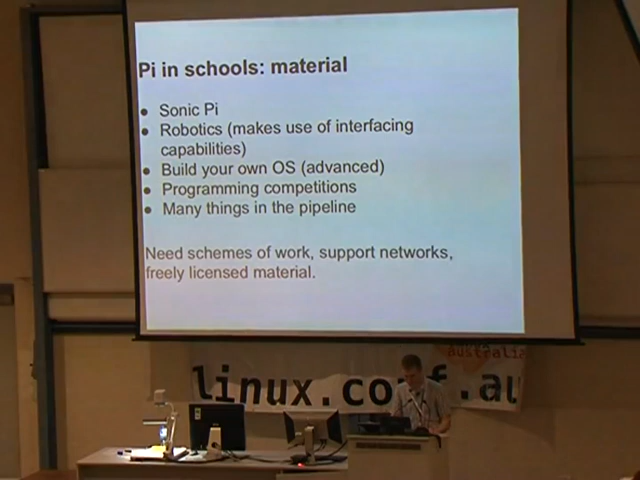 Pi in schools: material
● Sonic Pi
● Robotics (makes use of interfacing
capabilities)
● Build your own OS (advanced)
● Programming competitions
● Many things in the pipeline
Need schemes of work, support networks,
freely licensed material.
Australia
linux.conf.au